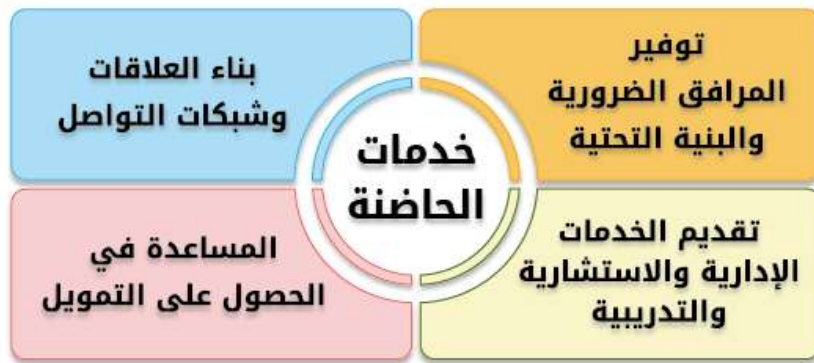 خدمات
الحاضنة
توفير
المرافق الضرورية
والبنية التحتية
بناء العلاقات
وشبكات التواصل
تقديم الخدمات
الإدارية والاستشارية
والتدريبية
المساعدة في
الحصول على التمويل